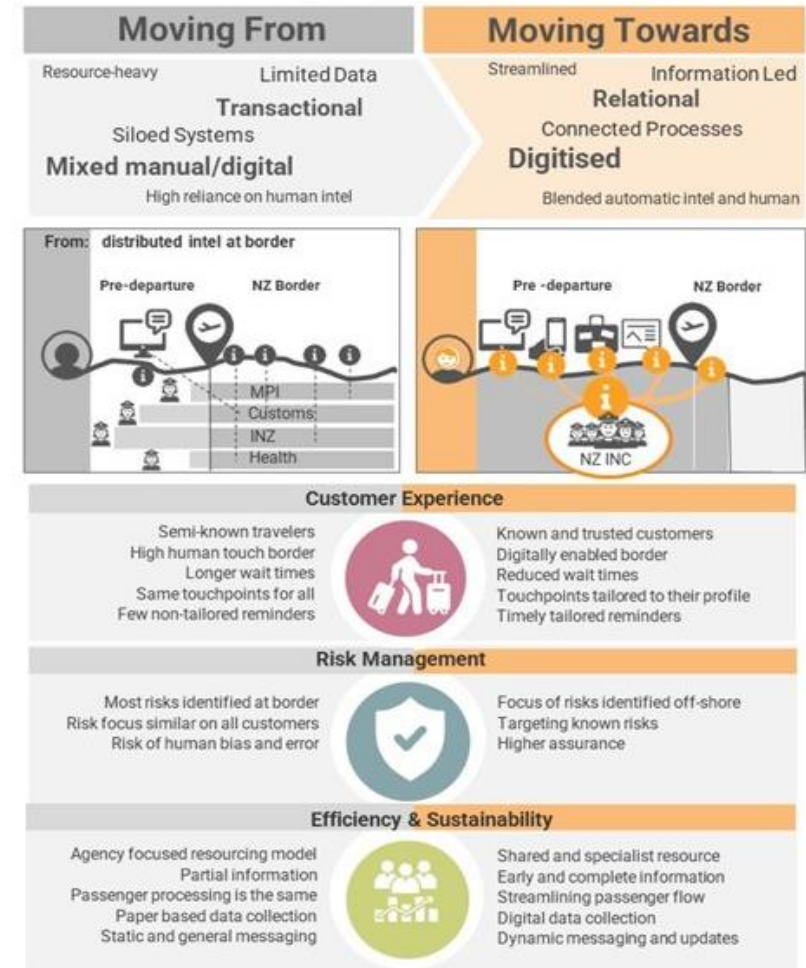 Moving From
Moving Towards
Resource-heavy
Limited Data
Transactional
Siloed Systems
Mixed manual/digital
High reliance on human intel
Streamlined
Information Led
Relational
Connected Processes
Digitised
Blended automatic intel and human
From: distributed intel at border
Pre-departure
NZ Border
MPI
Customs
INZ
Health
Pre -departure
NZ Border
NZ INC
Customer Experience
Semi-known travelers
High human touch border
Longer wait times
Same touchpoints for all
Few non-tailored reminders
Known and trusted customers
Digitally enabled border
Reduced wait times
Touchpoints tailored to their profile
Timely tailored reminders
Risk Management
Most risks identified at border
Risk focus similar on all customers
Risk of human bias and error
Focus of risks identified off-shore
Targeting known risks
Higher assurance
Efficiency & Sustainability
Agency focused resourcing model
Partial information
Passenger processing is the same
Paper based data collection
Static and general messaging
Shared and specialist resource
Early and complete information
Streamlining passenger flow
Digital data collection
Dynamic messaging and updates